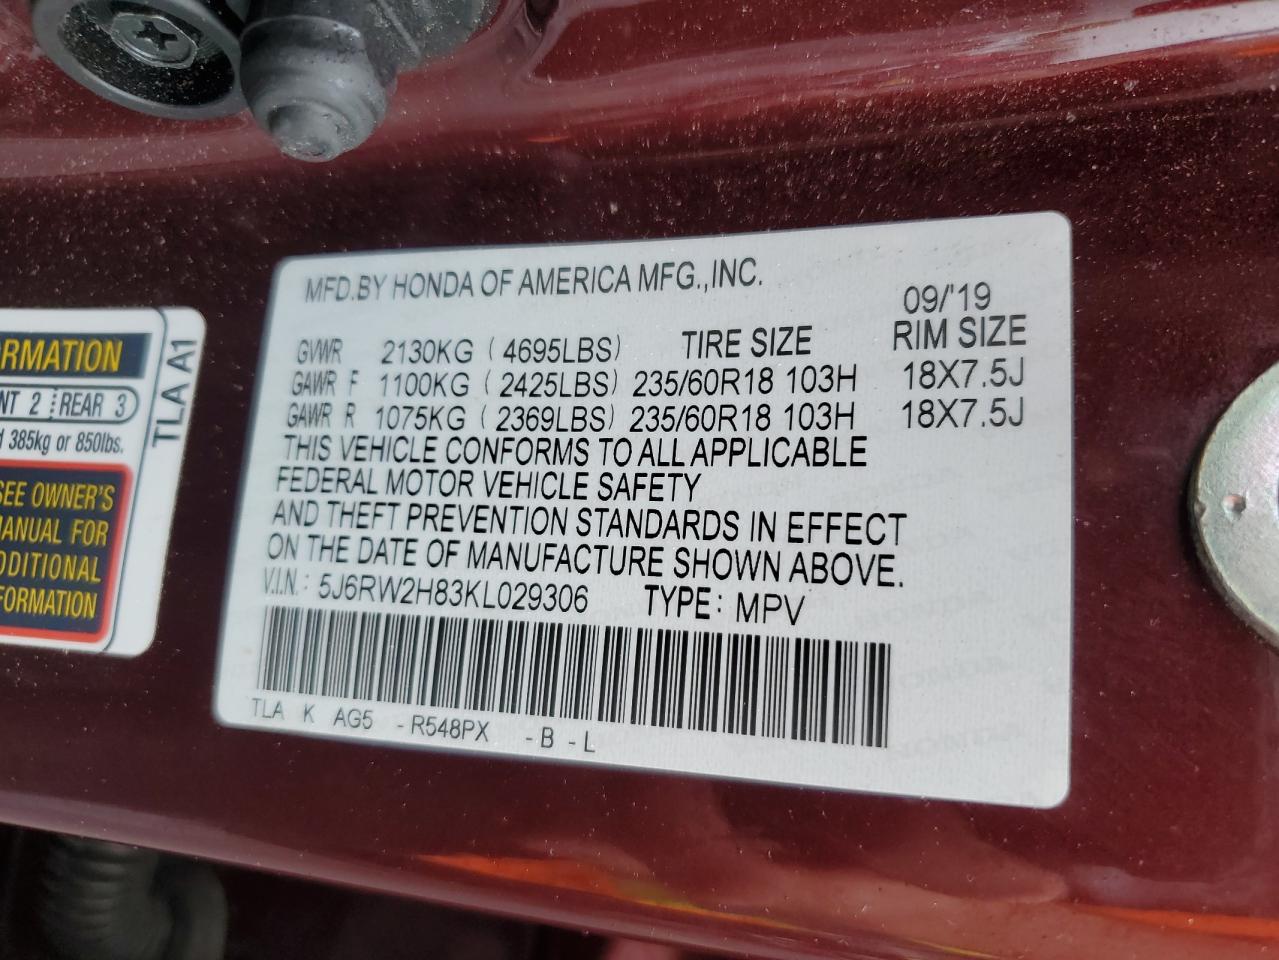 MFD.BY HONDA OF AMERICA MFG.,INC.
09/'19
GVWR 2130KG (4695LBS) TIRE SIZE RIM SIZE
GAWR F 1100KG (2425LBS) 235/60R18 103H 18X7.5J
GAWR R 1075KG (2369LBS) 235/60R18 103H 18X7.5J
THIS VEHICLE CONFORMS TO ALL APPLICABLE
FEDERAL MOTOR VEHICLE SAFETY
AND THEFT PREVENTION STANDARDS IN EFFECT
ON THE DATE OF MANUFACTURE SHOWN ABOVE.
V.I.N.: 5J6RW2H83KL029306 TYPE: MPV
TLA K AG5 -R548PX -B -L
RMATION
NT 2 REAR 3
385kg or 850lbs.
SEE OWNER'S
MANUAL FOR
DDITIONAL
FORMATION
TLA A1